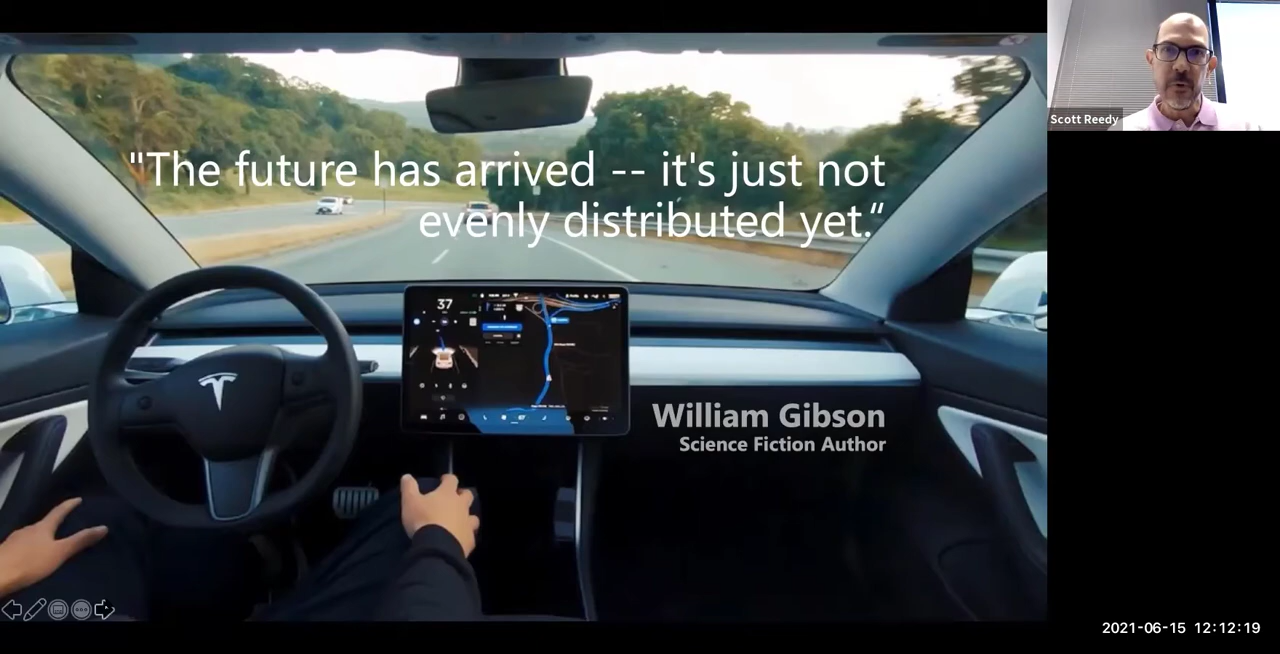 "The future has arrived -- it's just not
evenly distributed yet.“
William Gibson
Science Fiction Author
37
Scott Reedy
2021-06-15 12:12:19